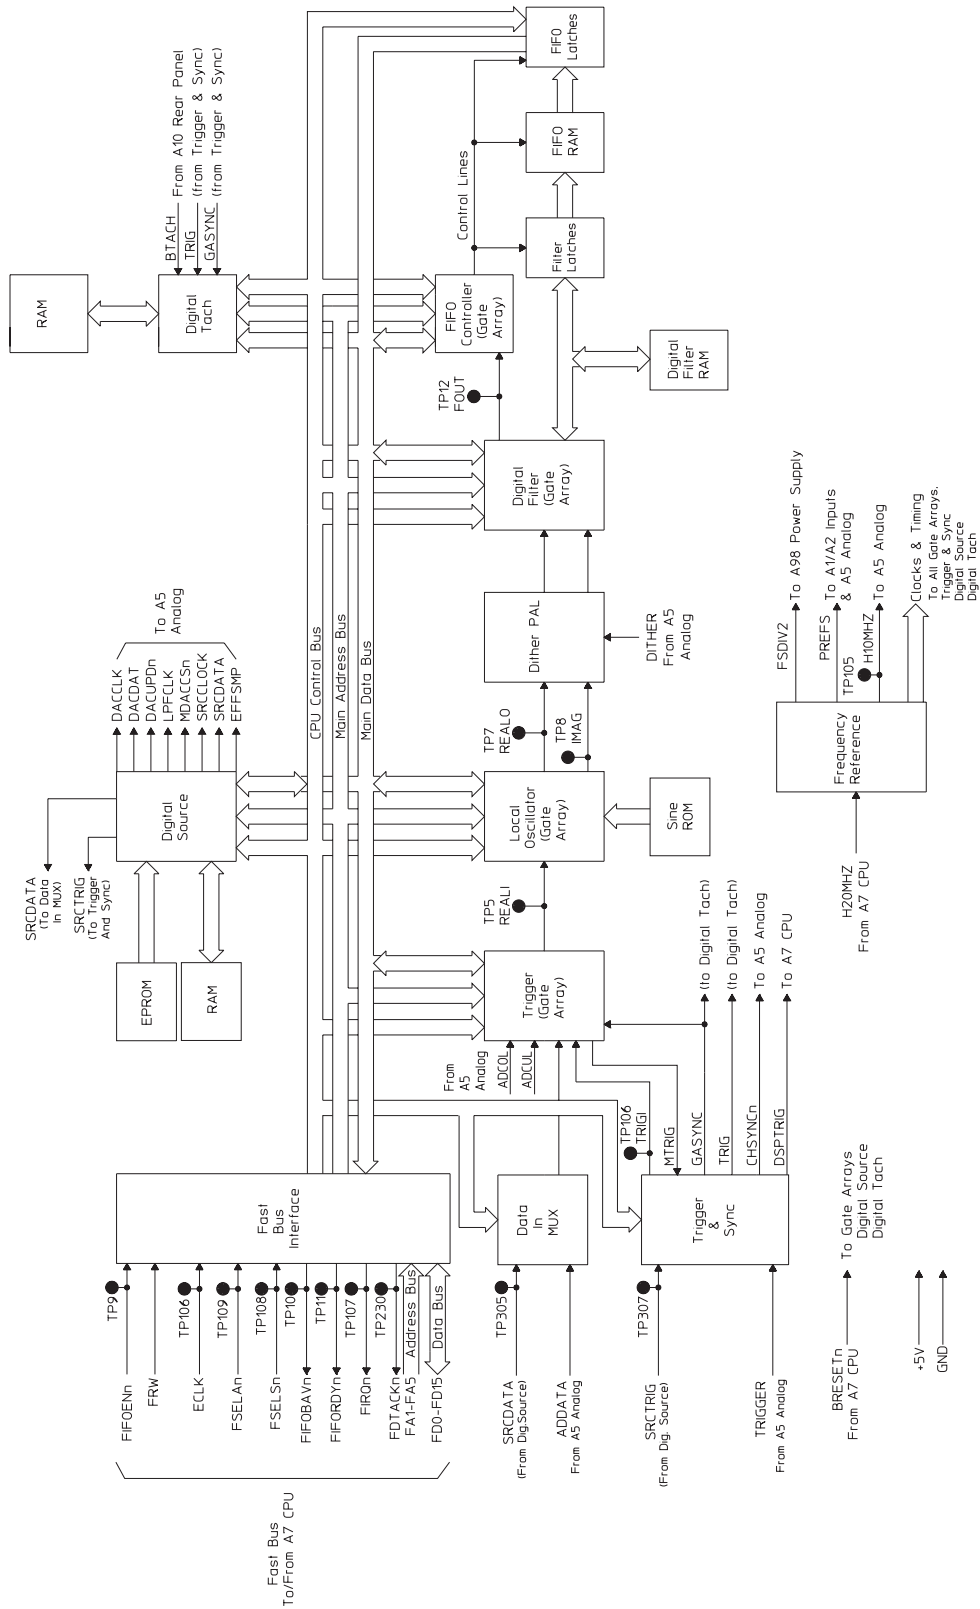 Fast Bus
To/From A7 CPU
FIFOENn
FRW
ECLK
FSELAn
FSELSn
FIFOBAVn
FIFORDYn
FIRQn
FDTACKn
FA1-FA5
FD0-FD15
TP9
TP106
TP109
TP108
TP10
TP11
TP107
TP230
Address Bus
Data Bus
Fast
Bus
Interface
SRCDATA
(From Dig.Source)
ADDATA
From A5 Analog
TP305
Data
In
MUX
SRCTRIG
(From Dig. Source)
TRIGGER
From A5 Analog
TP307
Trigger
&
Sync
TP106
TRIGI
MTRIG
GASYNC
TRIG
CHSYNCn
DSPTRIG
(to Digital Tach)
(to Digital Tach)
To A5 Analog
To A7 CPU
BRESETn
From A7 CPU
To Gate Arrays
Digital Source
Digital Tach
+5V
GND
EPROM
RAM
SRCDATA
(To Data
In MUX)
SRCTRIG
(To Trigger
And Sync)
Digital
Source
DACCLK
DACDAT
DACUPDn
LPFCLK
MDACCSn
SRCCLOCK
SRCDATA
EFFSMP
To A5
Analog
From
A5
Analog
ADCOL
ADCUL
Trigger
(Gate
Array)
TP5
REALI
Local
Oscillator
(Gate
Array)
Sine
ROM
TP7
REALO
TP8
IMAG
Dither PAL
DITHER
From A5
Analog
CPU Control Bus
Main Address Bus
Main Data Bus
Digital
Filter
(Gate
Array)
TP12
FOUT
Digital
Filter
RAM
FIFO
Controller
(Gate
Array)
Control Lines
Filter
Latches
FIFO
RAM
FIFO
Latches
RAM
Digital
Tach
BTACH
From A10 Rear Panel
TRIG
(from Trigger & Sync)
GASYNC
(from Trigger & Sync)
H20MHZ
From A7 CPU
Frequency
Reference
FSDIV2
To A98 Power Supply
PREFS
To A1/A2 Inputs
& A5 Analog
TP105
H10MHZ
To A5 Analog
Clocks & Timing
To All Gate Arrays.
Trigger & Sync
Digital Source
Digital Tach